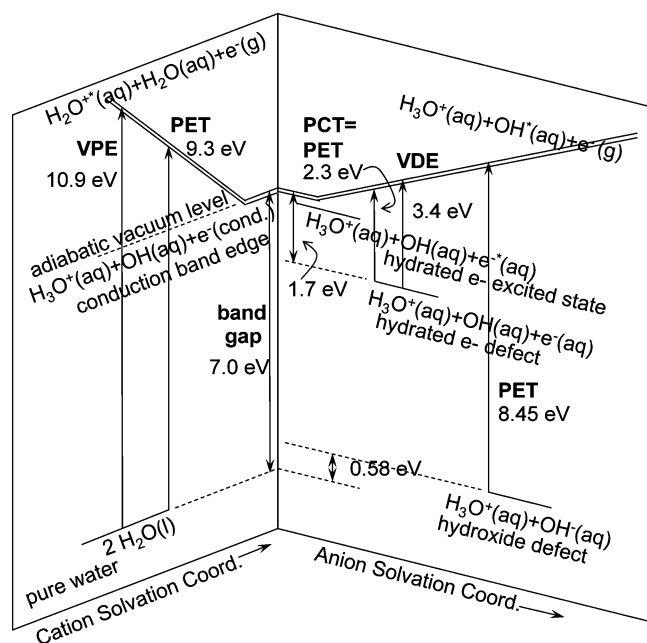 H₂O⁺*(aq)+H₂O(aq)+e⁻(g)
VPE
10.9 eV
PET
9.3 eV
PCT=
PET
2.3 eV
VDE
3.4 eV
H₃O⁺(aq)+OH*(aq)+e⁻(g)
adiabatic vacuum level
H₃O⁺(aq)+OH(aq)+e⁻(cond.)
conduction band edge
H₃O⁺(aq)+OH(aq)+e⁻*(aq)
hydrated e- excited state
1.7 eV
H₃O⁺(aq)+OH(aq)+e⁻(aq)
hydrated e- defect
band
gap
7.0 eV
PET
8.45 eV
0.58 eV
H₃O⁺(aq)+OH⁻(aq)
hydroxide defect
2 H₂O(l)
pure water
Cation Solvation Coord.
Anion Solvation Coord.